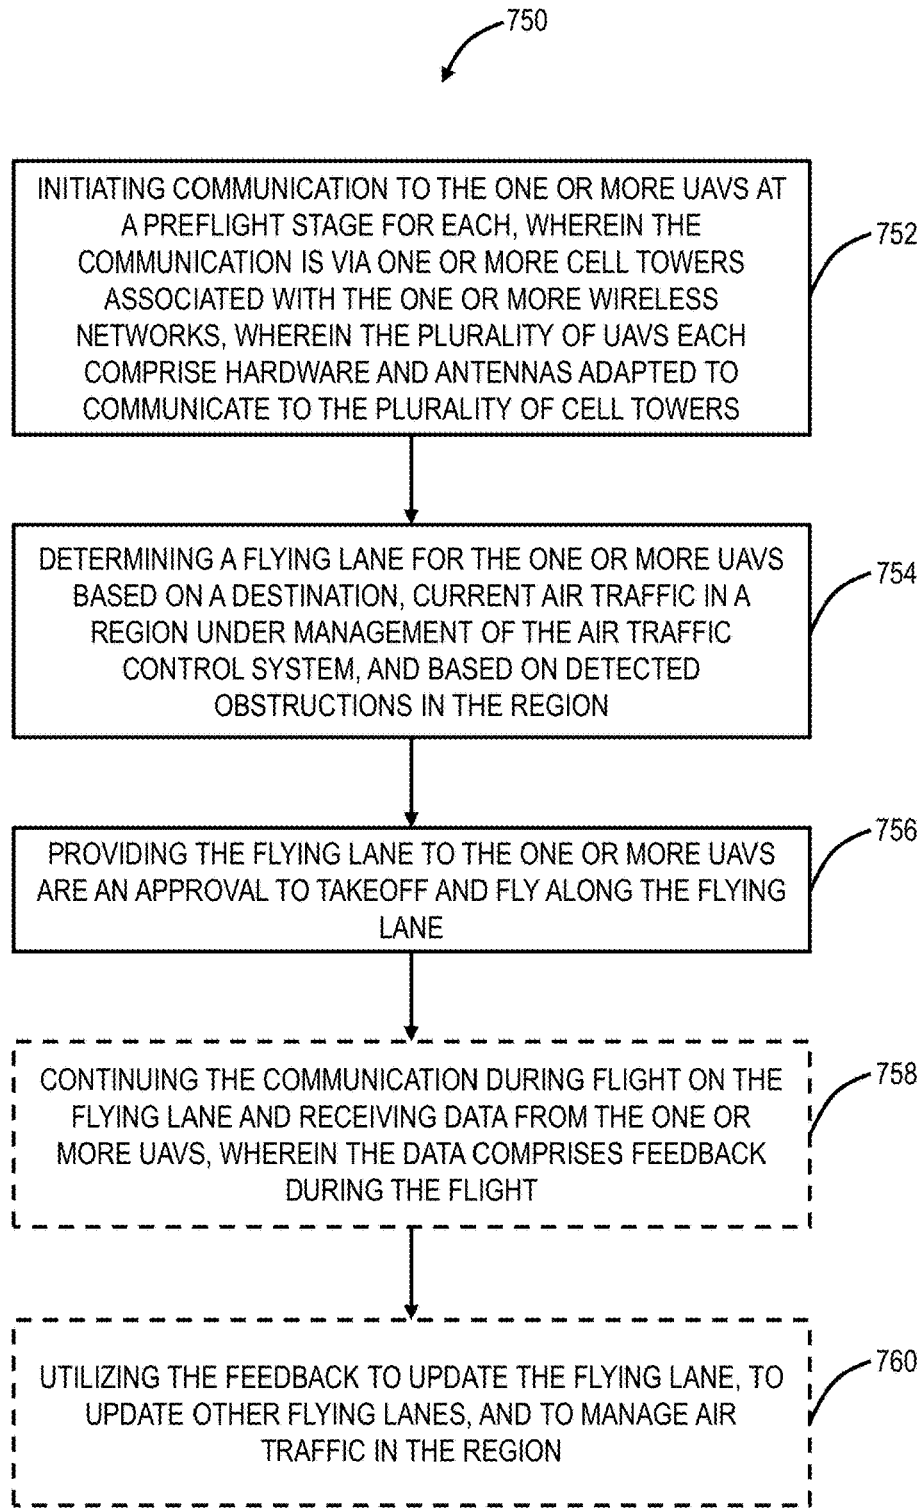 750
INITIATING COMMUNICATION TO THE ONE OR MORE UAVS AT
A PREFLIGHT STAGE FOR EACH, WHEREIN THE
COMMUNICATION IS VIA ONE OR MORE CELL TOWERS
ASSOCIATED WITH THE ONE OR MORE WIRELESS
NETWORKS, WHEREIN THE PLURALITY OF UAVS EACH
COMPRISE HARDWARE AND ANTENNAS ADAPTED TO
COMMUNICATE TO THE PLURALITY OF CELL TOWERS
752
DETERMINING A FLYING LANE FOR THE ONE OR MORE UAVS
BASED ON A DESTINATION, CURRENT AIR TRAFFIC IN A
REGION UNDER MANAGEMENT OF THE AIR TRAFFIC
CONTROL SYSTEM, AND BASED ON DETECTED
OBSTRUCTIONS IN THE REGION
754
PROVIDING THE FLYING LANE TO THE ONE OR MORE UAVS
ARE AN APPROVAL TO TAKEOFF AND FLY ALONG THE FLYING
LANE
756
CONTINUING THE COMMUNICATION DURING FLIGHT ON THE
FLYING LANE AND RECEIVING DATA FROM THE ONE OR
MORE UAVS, WHEREIN THE DATA COMPRISES FEEDBACK
DURING THE FLIGHT
758
UTILIZING THE FEEDBACK TO UPDATE THE FLYING LANE, TO
UPDATE OTHER FLYING LANES, AND TO MANAGE AIR
TRAFFIC IN THE REGION
760